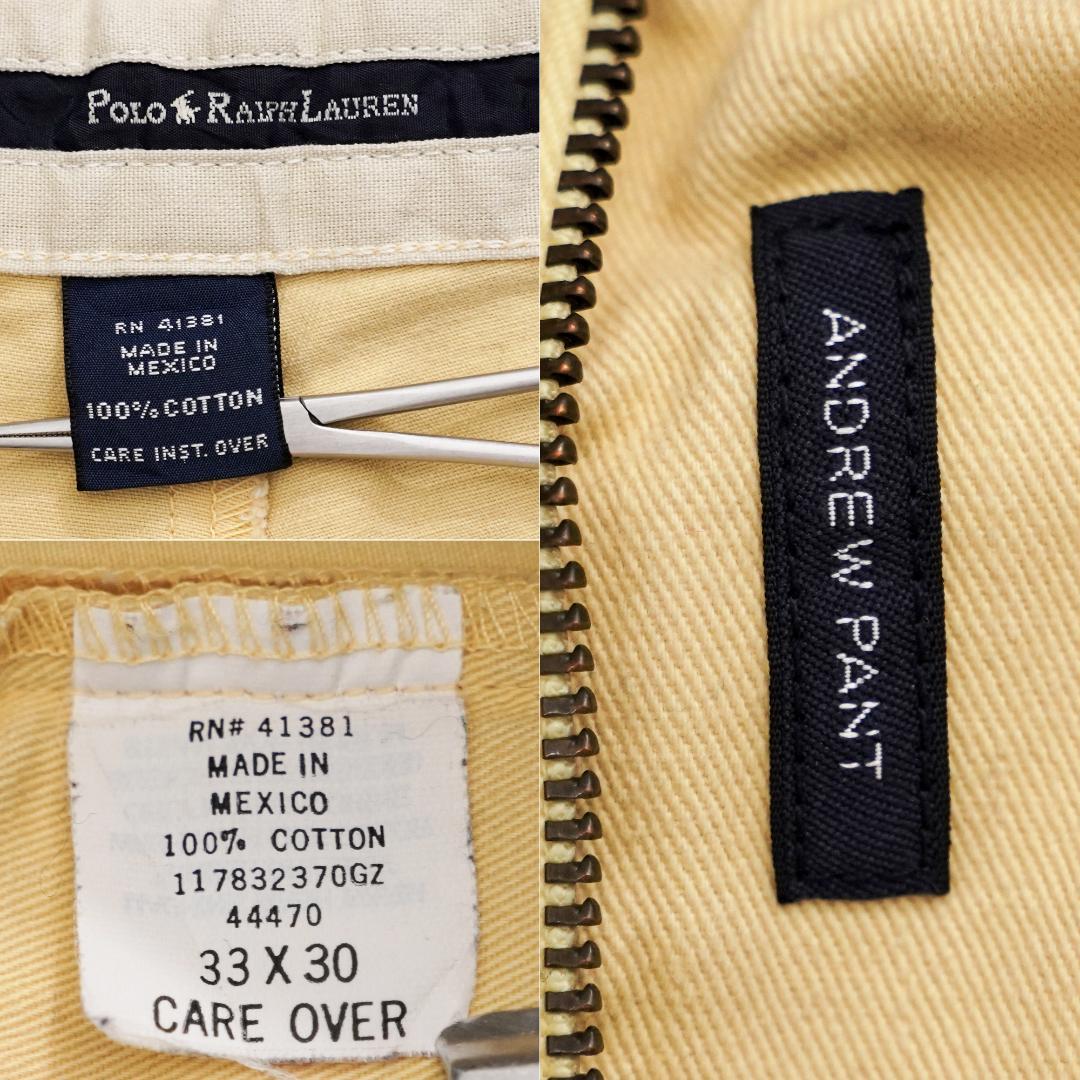 POLO RALPH LAUREN
RN 41381
MADE IN
MEXICO
100% COTTON
CARE INST. OVER
RN# 41381
MADE IN
MEXICO
100% COTTON
117832370GZ
44470
33 X 30
CARE OVER
ANDREW PANT